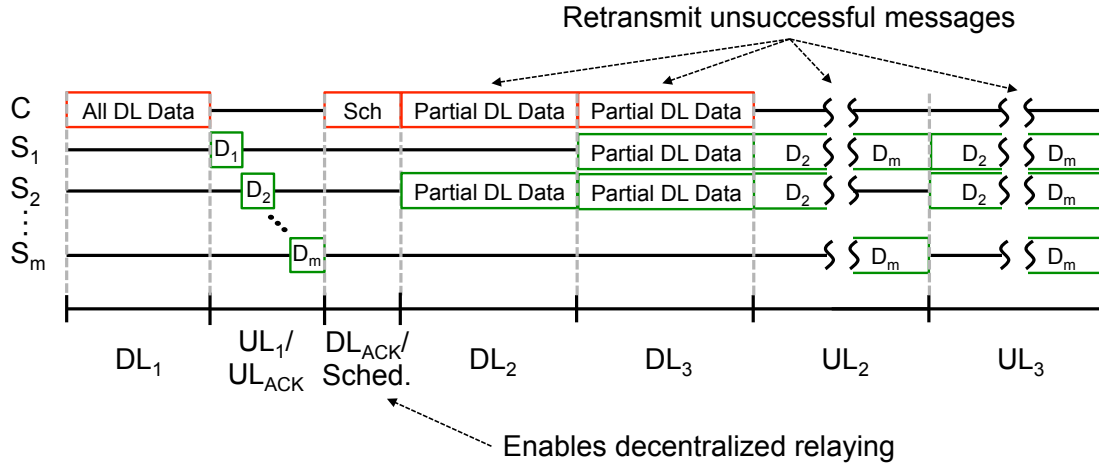 Retransmit unsuccessful messages
C All DL Data Sch Partial DL Data Partial DL Data
S1 D1 Partial DL Data D2 Dm D2 Dm
S2 D2 Partial DL Data Partial DL Data D2 D2 Dm
Sm Dm Dm Dm
DL1 UL1/ULACK DLACK/Sched. DL2 DL3 UL2 UL3
Enables decentralized relaying